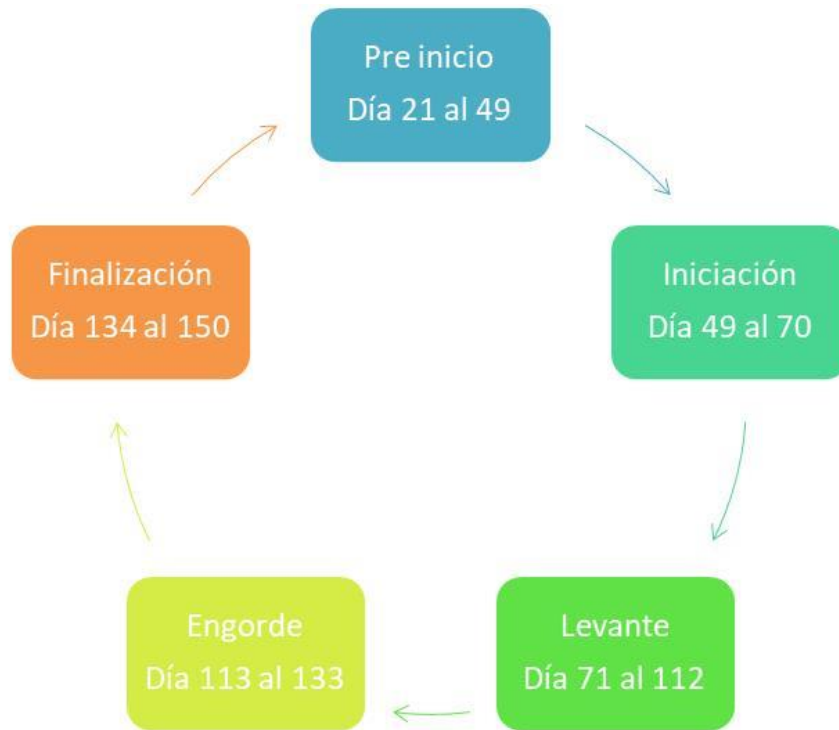 Pre inicio
Día 21 al 49
Iniciación
Día 49 al 70
Levante
Día 71 al 112
Engorde
Día 113 al 133
Finalización
Día 134 al 150